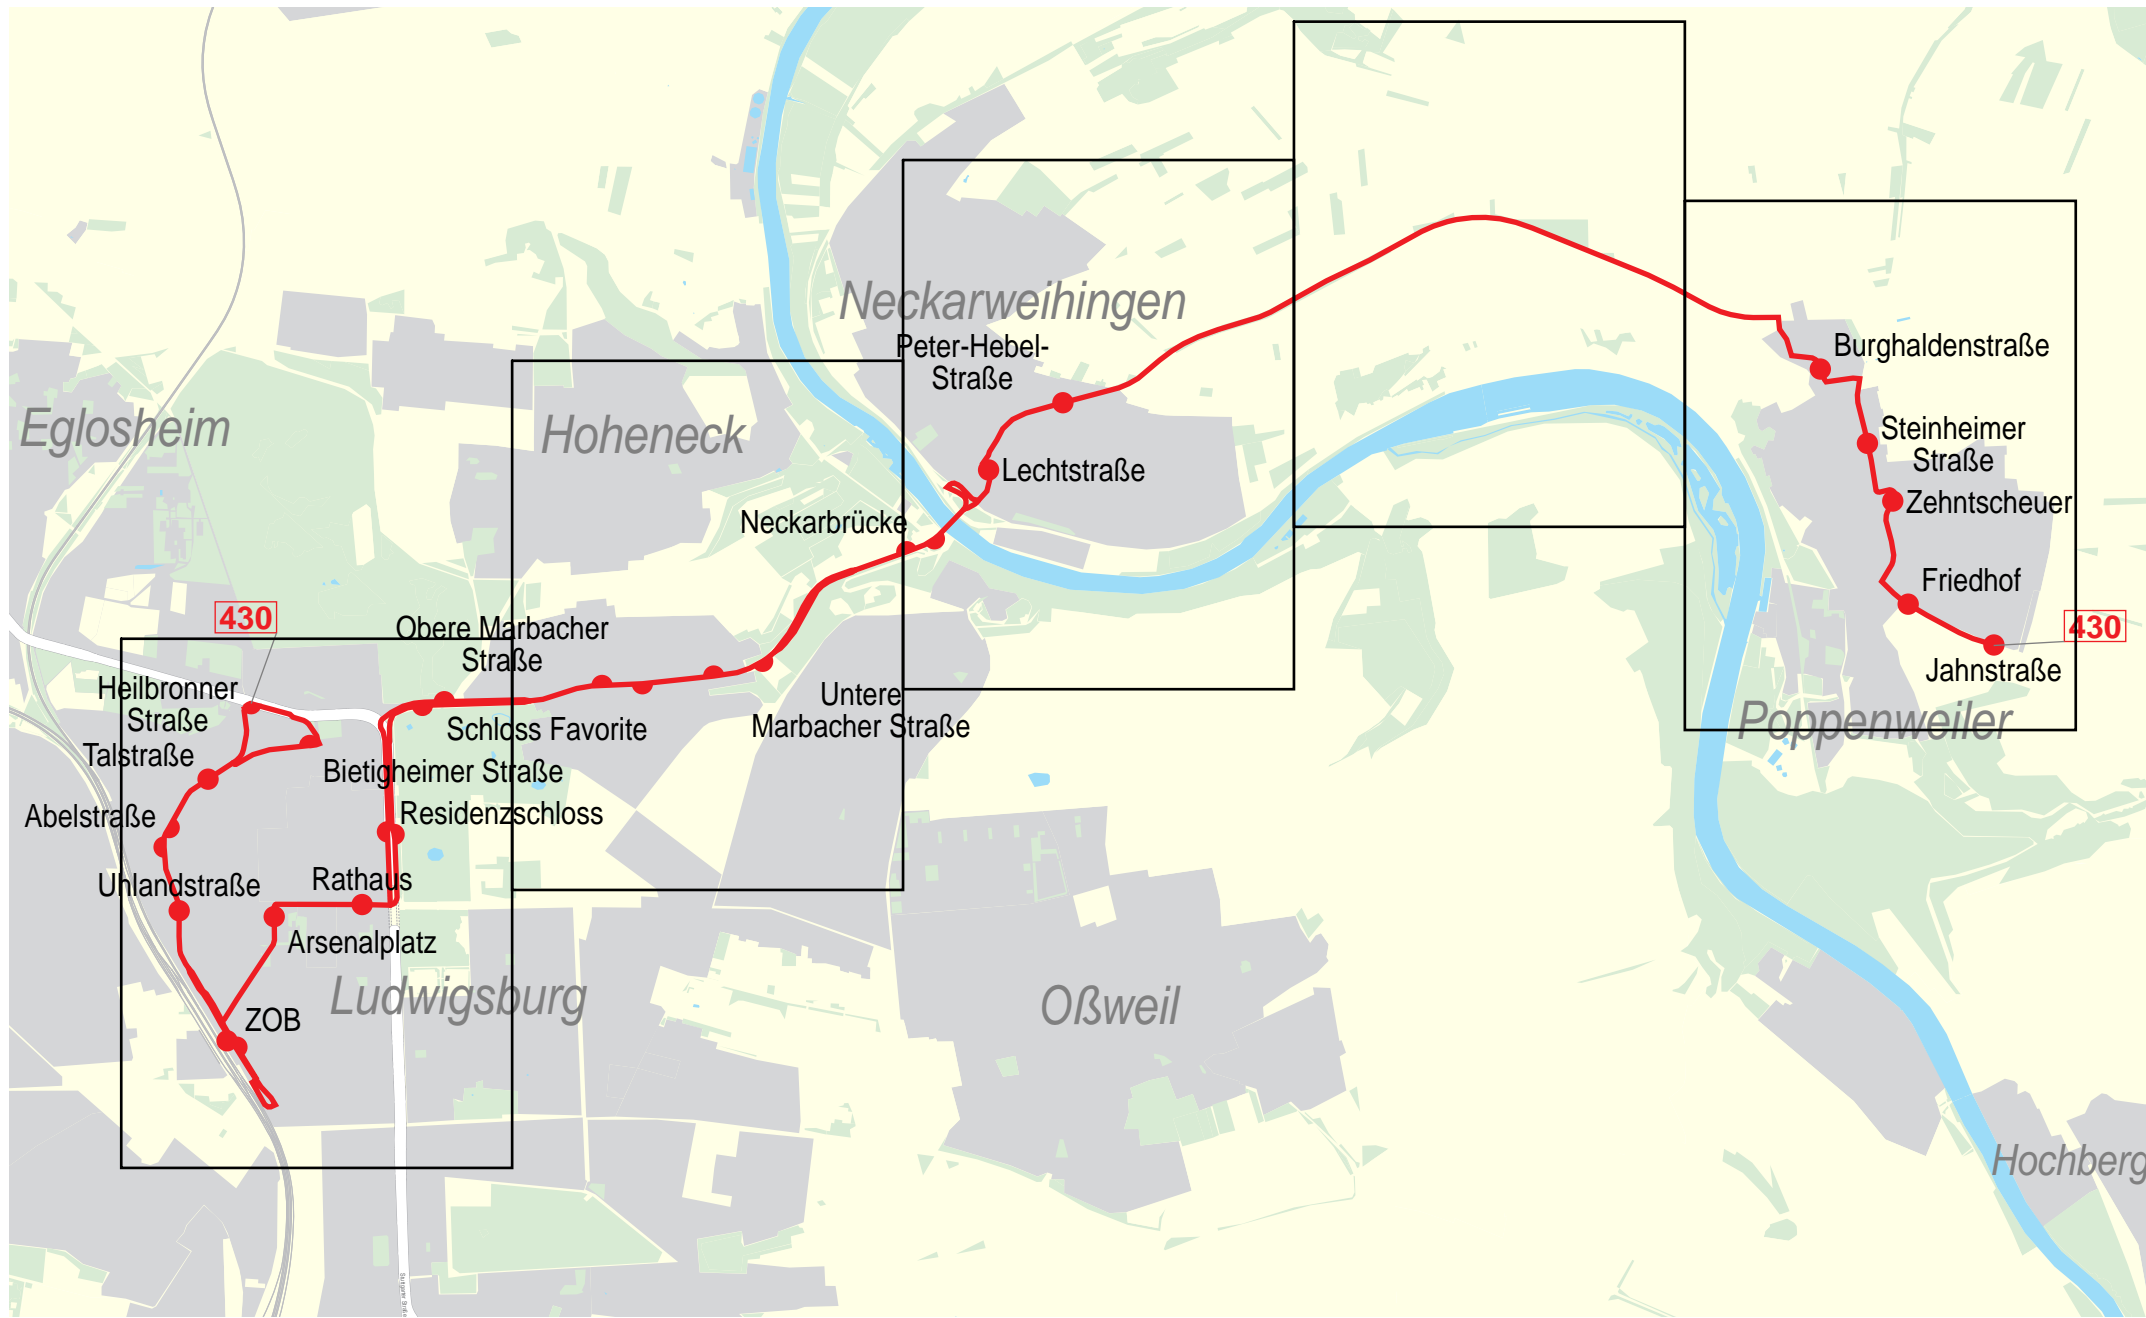 Neckarweihingen
Peter-Hebel-
Straße
Burghaldenstraße
Eglosheim
Hoheneck
Steinheimer
Straße
Lechtstraße
Zehntscheuer
Neckarbrücke
Friedhof
430
Obere Marbacher
Straße
430
Jahnstraße
Heilbronner
Straße
Untere
Marbacher Straße
Schloss Favorite
Poppenweiler
Talstraße
Bietigheimer Straße
Abelstraße
Residenzschloss
Uhlandstraße
Rathaus
Arsenalplatz
Ludwigsburg
Oßweil
ZOB
Hochberg